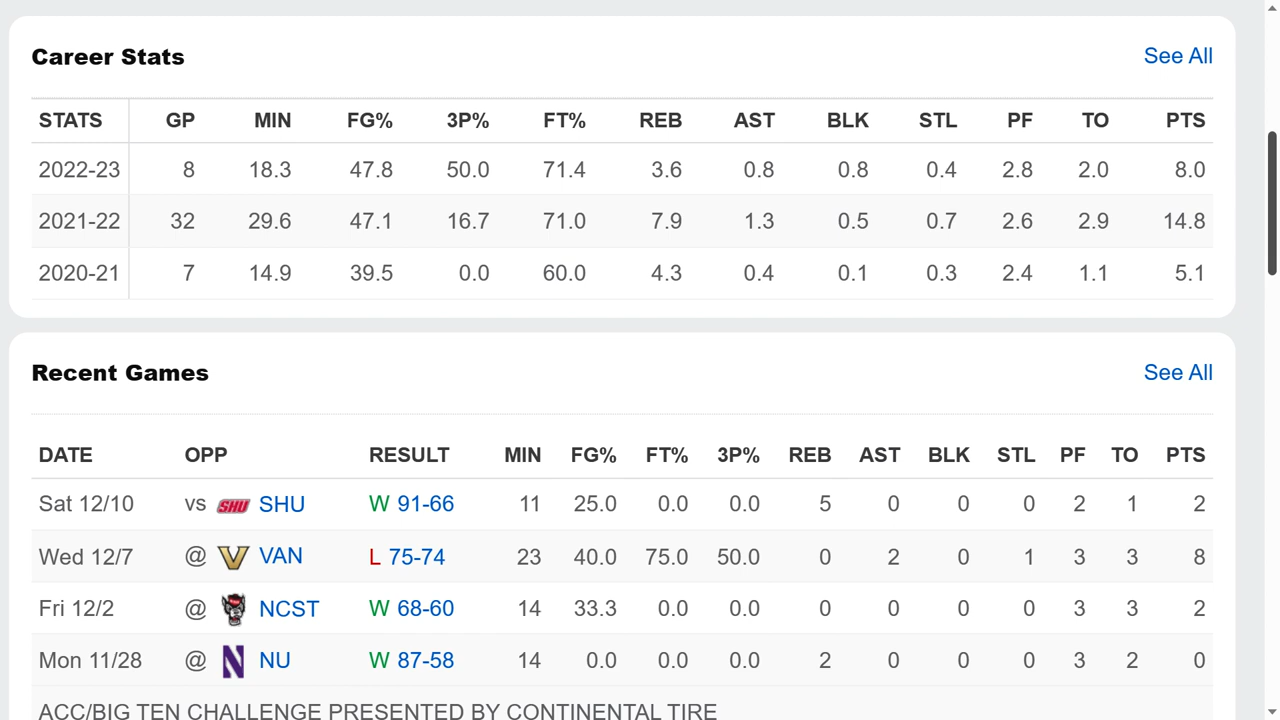 Career Stats See All
STATS GP MIN FG% 3P% FT% REB AST BLK STL PF TO PTS
2022-23 8 18.3 47.8 50.0 71.4 3.6 0.8 0.8 0.4 2.8 2.0 8.0
2021-22 32 29.6 47.1 16.7 71.0 7.9 1.3 0.5 0.7 2.6 2.9 14.8
2020-21 7 14.9 39.5 0.0 60.0 4.3 0.4 0.1 0.3 2.4 1.1 5.1
Recent Games See All
DATE OPP RESULT MIN FG% FT% 3P% REB AST BLK STL PF TO PTS
Sat 12/10 vs SHU SHU W 91-66 11 25.0 0.0 0.0 5 0 0 0 2 1 2
Wed 12/7 @ V VAN L 75-74 23 40.0 75.0 50.0 0 2 0 1 3 3 8
Fri 12/2 @ NCST W 68-60 14 33.3 0.0 0.0 0 0 0 0 3 3 2
Mon 11/28 @ N NU W 87-58 14 0.0 0.0 0.0 2 0 0 0 3 2 0
ACC/BIG TEN CHALLENGE PRESENTED BY CONTINENTAL TIRE